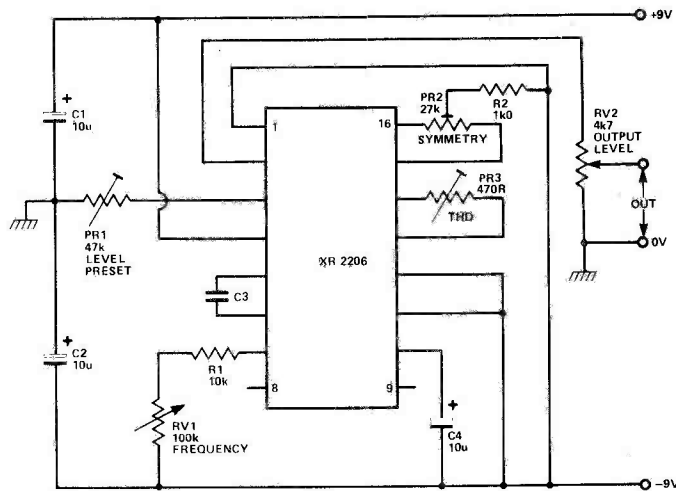 +9V
+
C1
10u
PR1
47k
LEVEL
PRESET
+
C2
10u
1
16
PR2
27k
SYMMETRY
R2
1k0
PR3
470R
THD
XR 2206
C3
R1
10k
8
9
RV1
100k
FREQUENCY
+
C4
10u
RV2
4k7
OUTPUT
LEVEL
OUT
0V
-9V